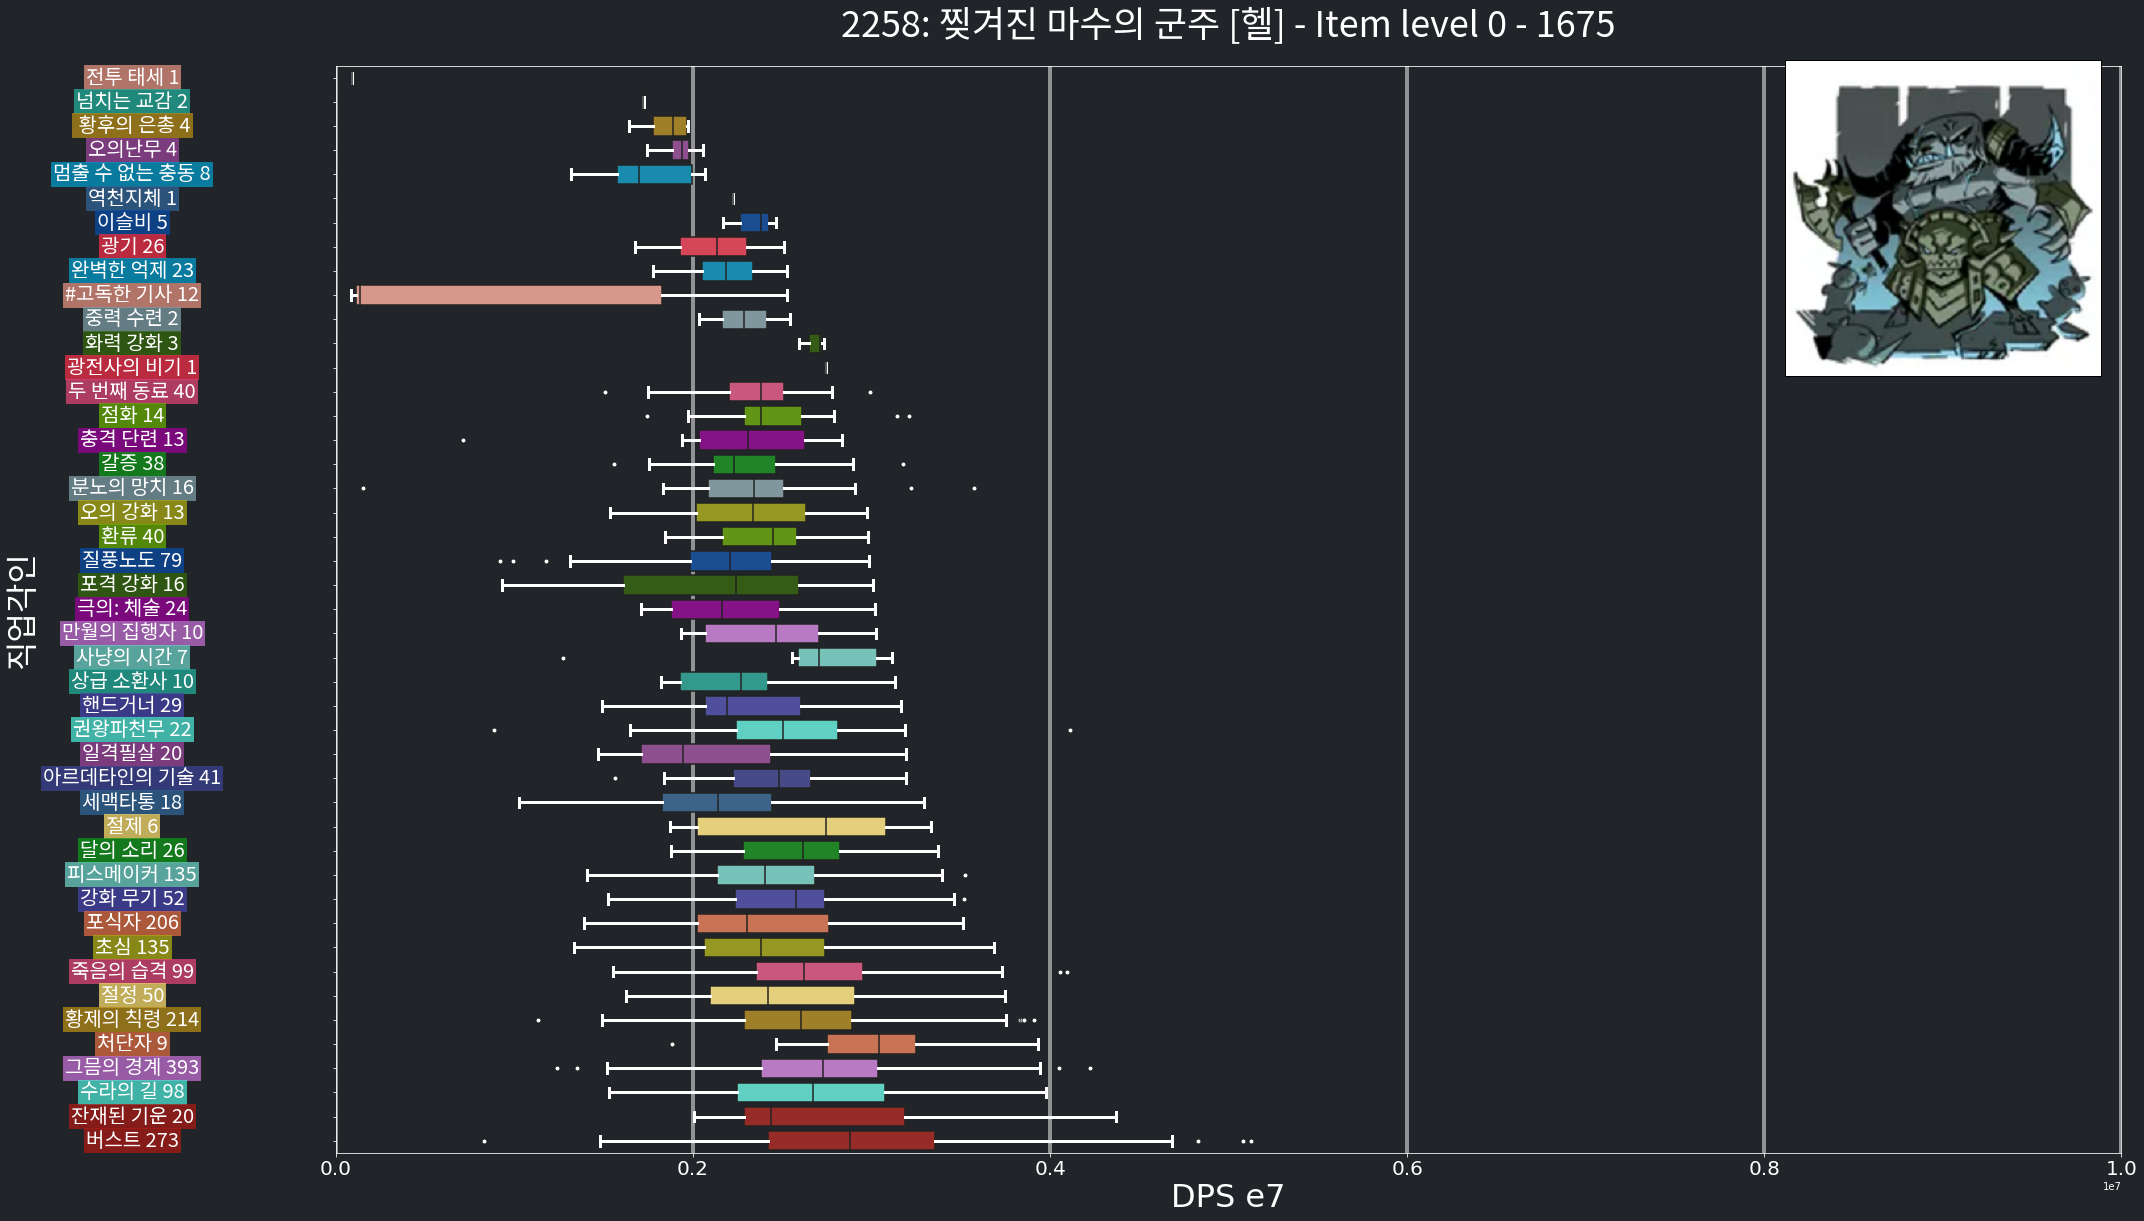 2258: 찢겨진 마수의 군주 [헬] - Item level 0 - 1675
전투 태세 1
넘치는 교감 2
황후의 은총 4
오의난무 4
멈출 수 없는 충동 8
역천지체 1
이슬비 5
광기 26
완벽한 억제 23
#고독한 기사 12
중력 수련 2
화력 강화 3
광전사의 비기 1
두 번째 동료 40
점화 14
충격 단련 13
갈증 38
분노의 망치 16
오의 강화 13
환류 40
질풍노도 79
포격 강화 16
극의: 체술 24
만월의 집행자 10
사냥의 시간 7
상급 소환사 10
핸드거너 29
권왕파천무 22
일격필살 20
아르데타인의 기술 41
세맥타통 18
절제 6
달의 소리 26
피스메이커 135
강화 무기 52
포식자 206
초심 135
죽음의 습격 99
절정 50
황제의 칙령 214
처단자 9
그믐의 경계 393
수라의 길 98
잔재된 기운 20
버스트 273
직업각인
0.0 0.2 0.4 0.6 0.8 1.0
1e7
DPS e7